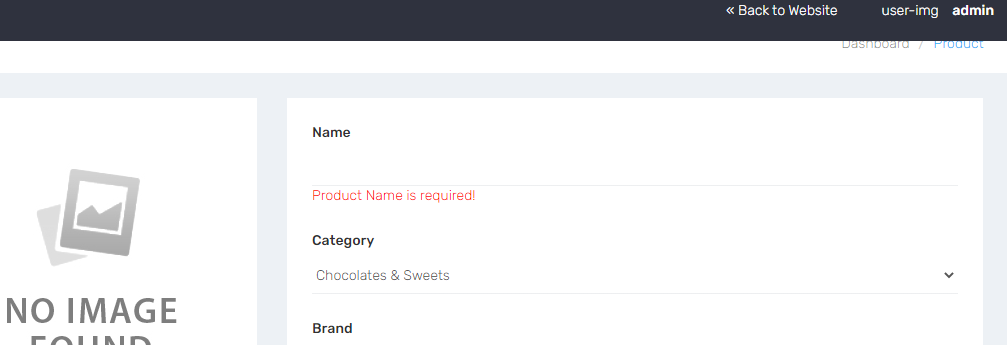 « Back to Website user-img admin
Dashboard / Product
Name
Product Name is required!
Category
Chocolates & Sweets
Brand
NO IMAGE
FOUND